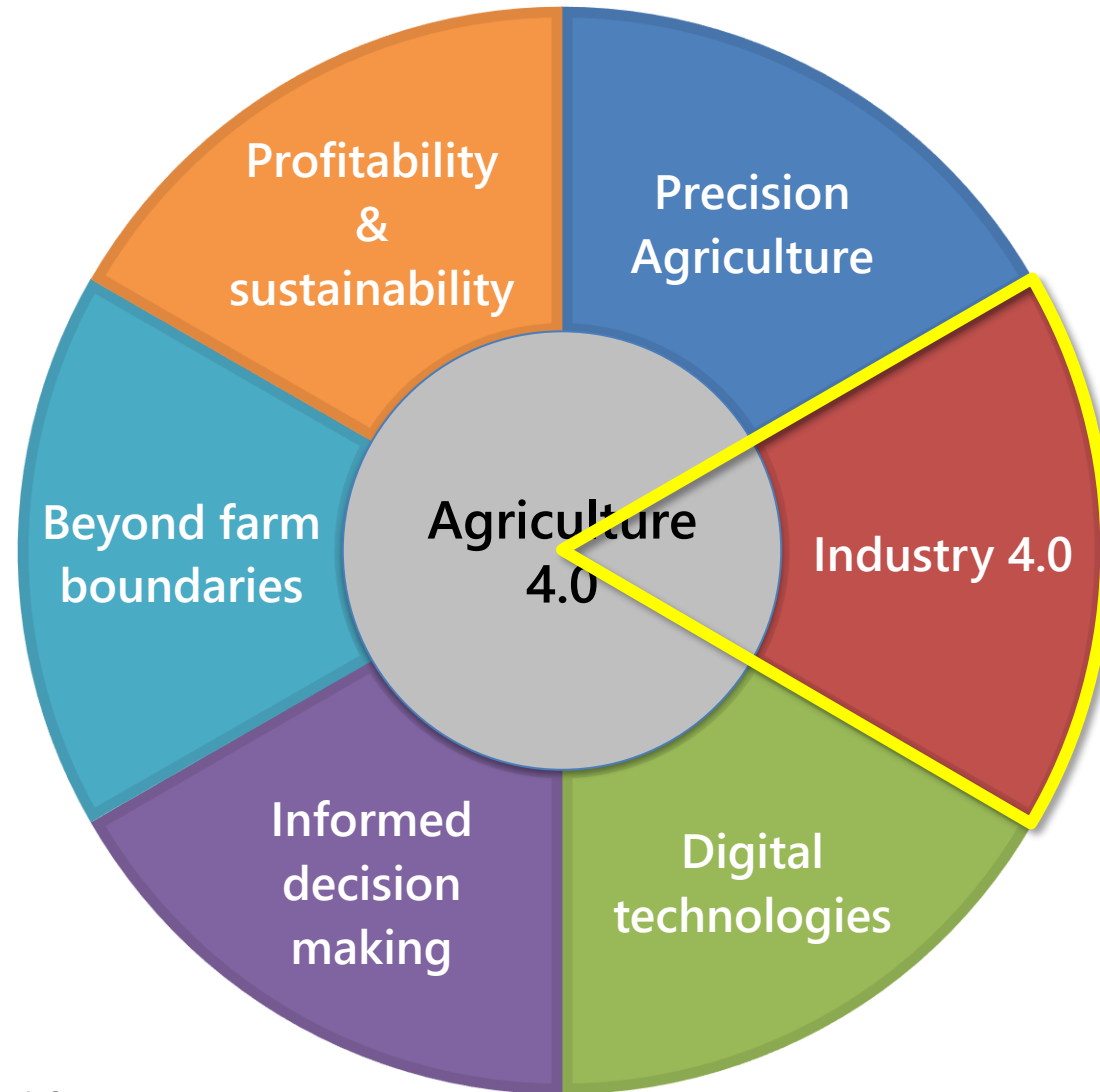 Profitability
&
sustainability
Precision
Agriculture
Beyond farm
boundaries
Agriculture
4.0
Industry 4.0
Informed
decision
making
Digital
technologies